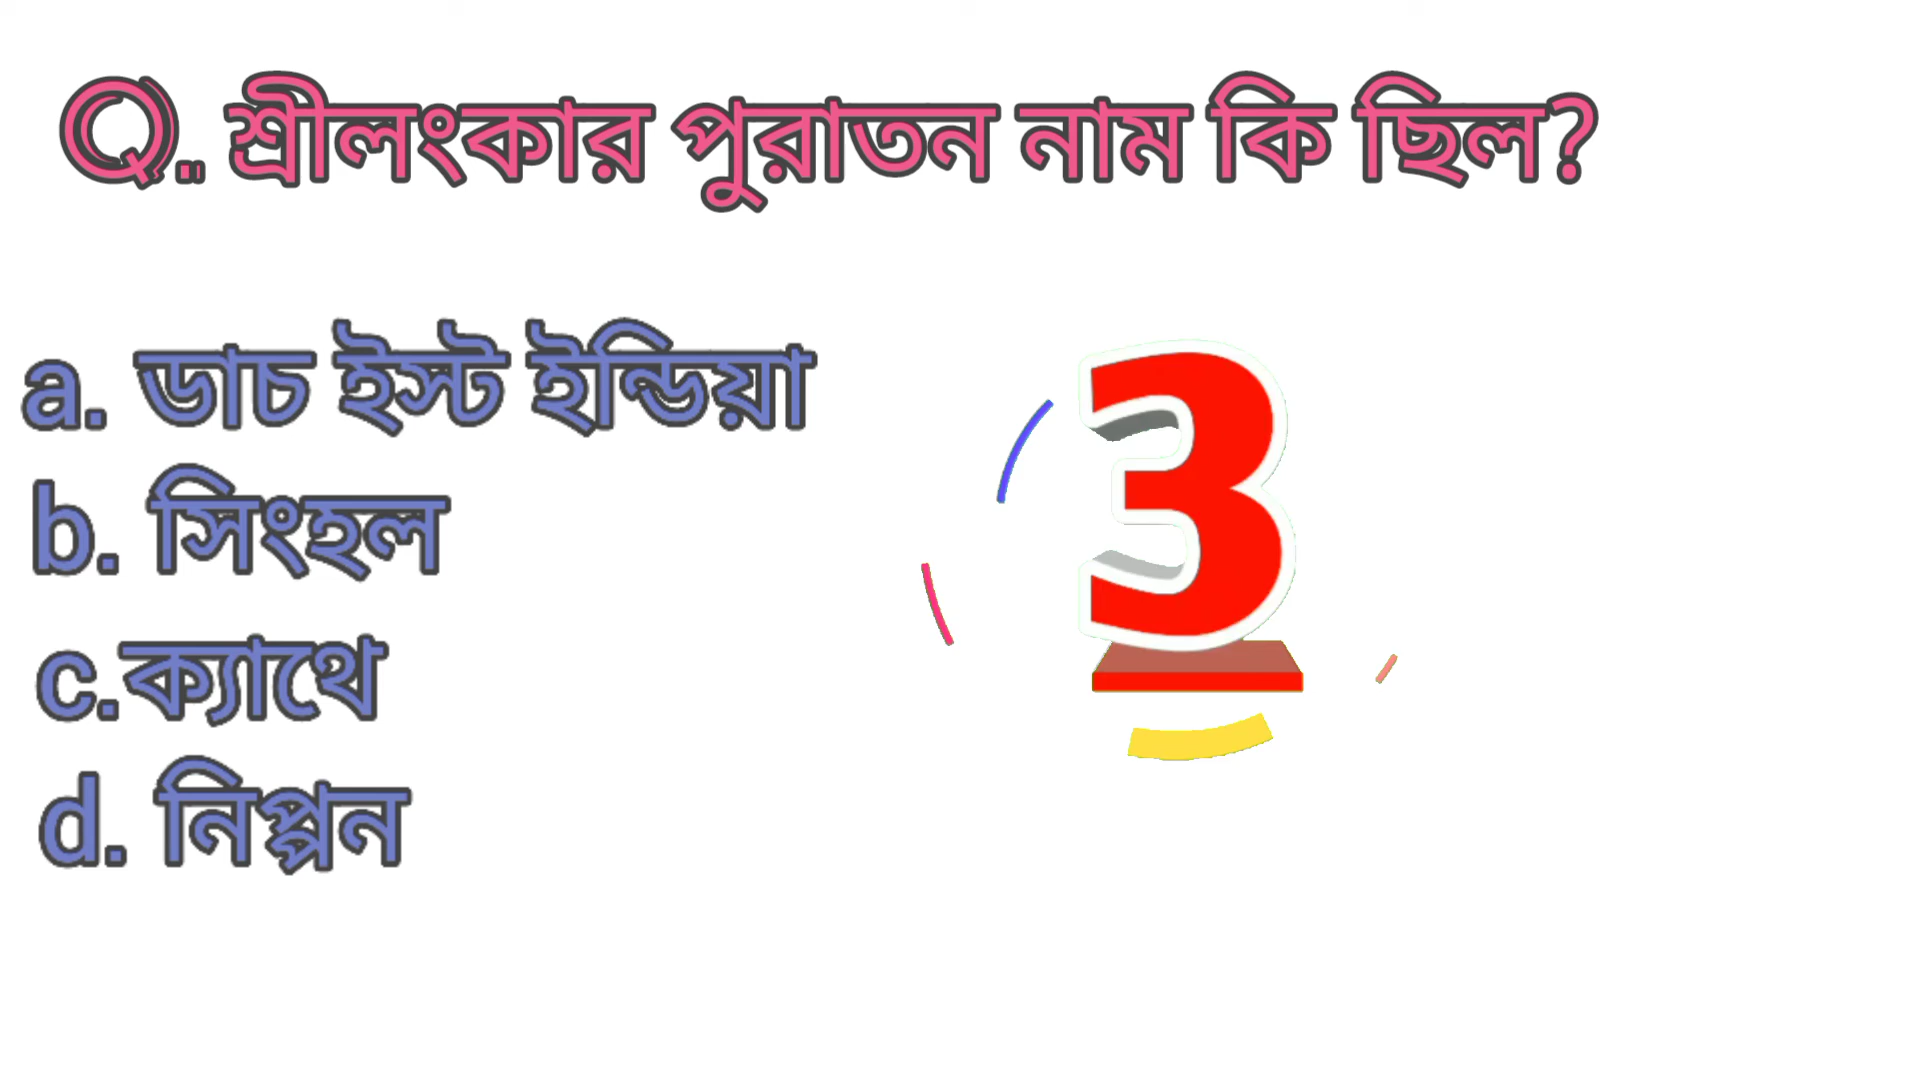 Q.. শ্রীলংকার পুরাতন নাম কি ছিল?
a. ডাচ ইস্ট ইন্ডিয়া
b. সিংহল
c.ক্যাথে
d. নিপ্পন
3